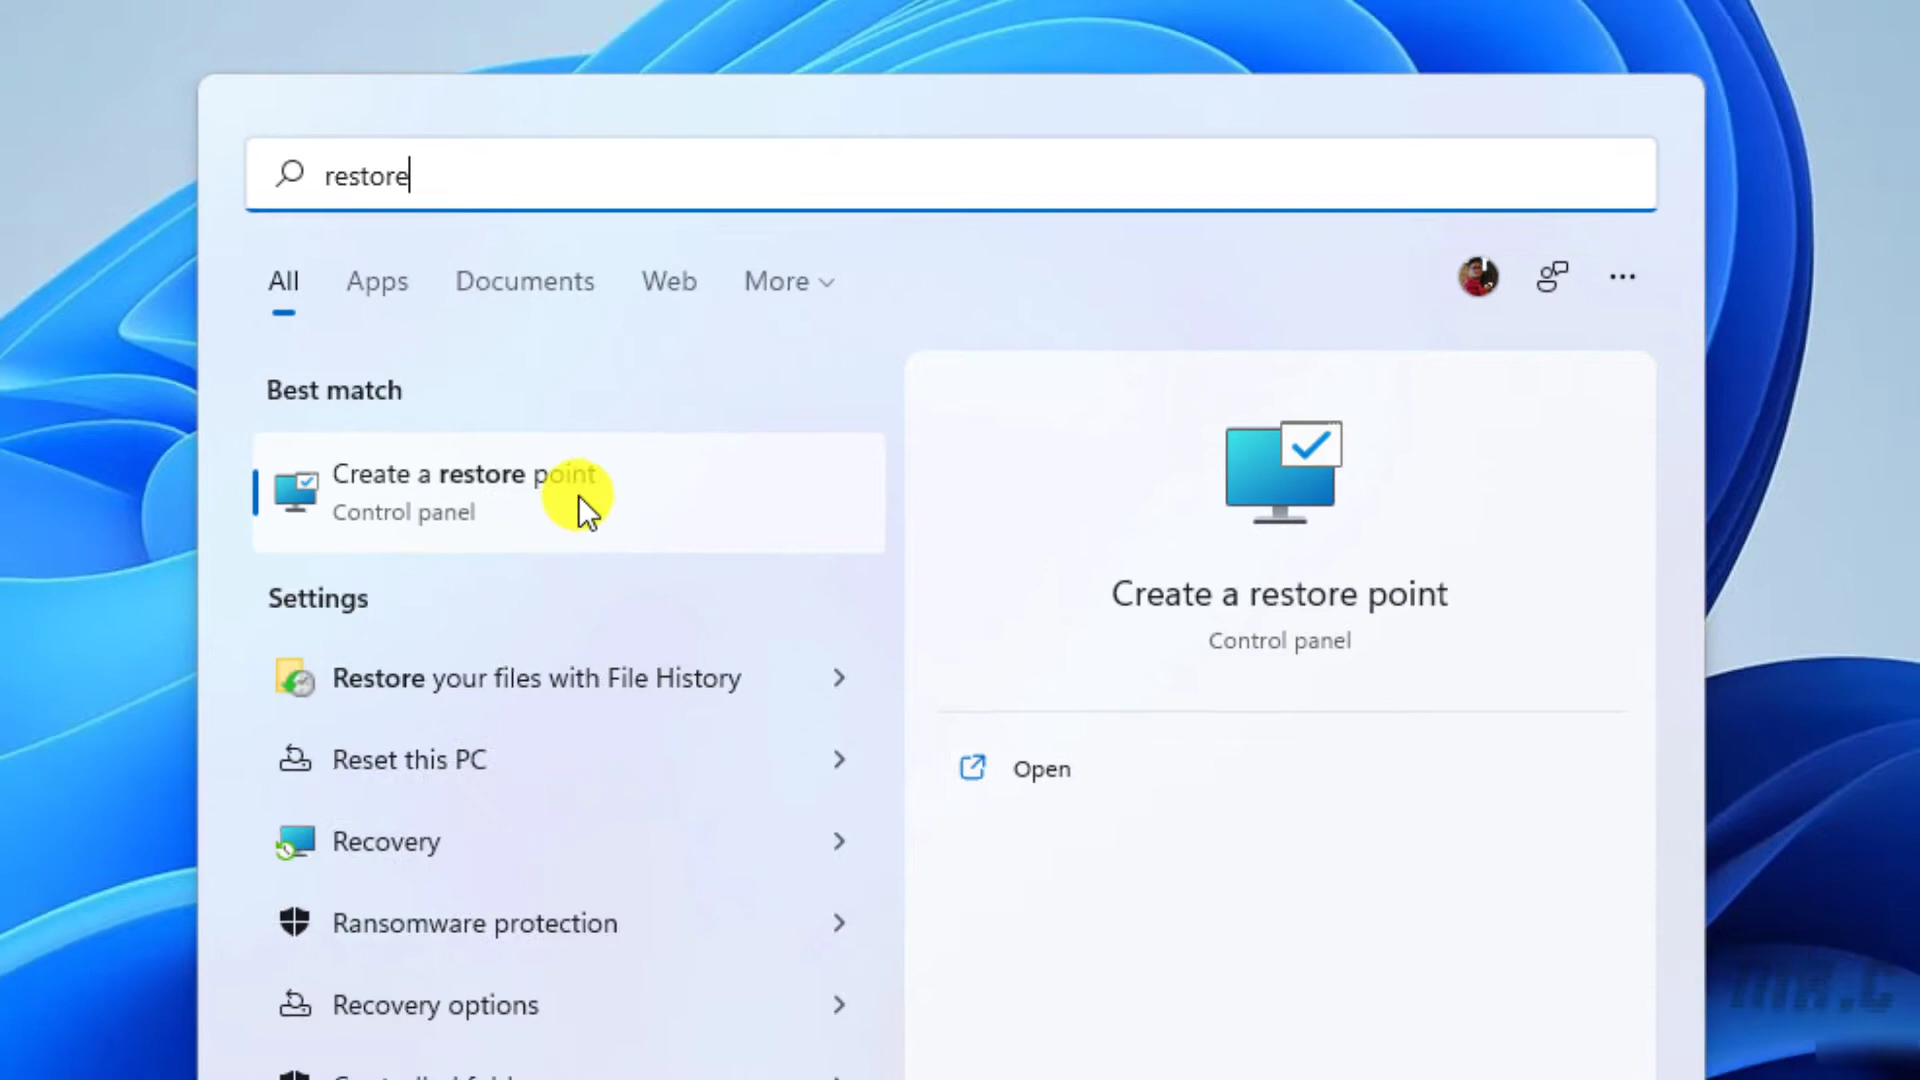 restore
All
Apps
Documents
Web
More
Best match
Create a restore point
Control panel
Settings
Restore your files with File History
Reset this PC
Recovery
Ransomware protection
Recovery options
Create a restore point
Control panel
Open